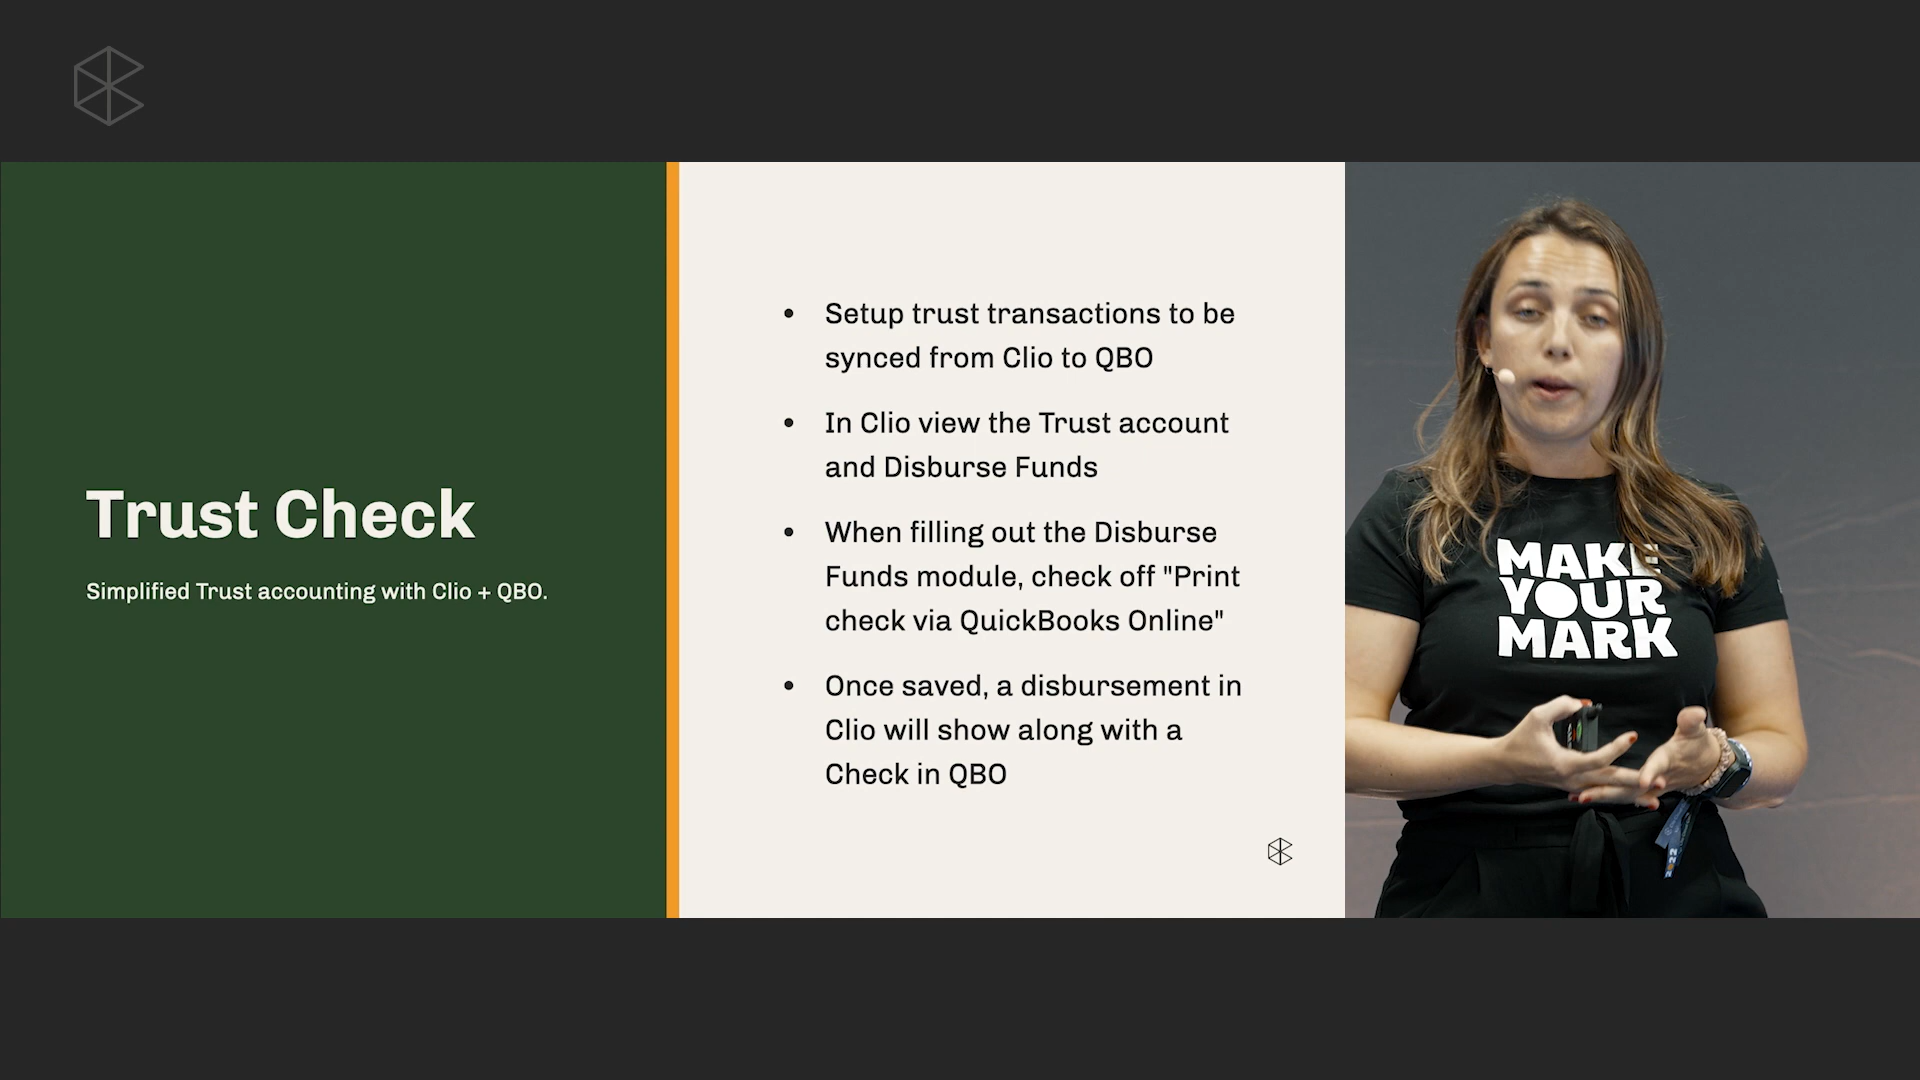 Trust Check
Simplified Trust accounting with Clio + QBO.
• Setup trust transactions to be
synced from Clio to QBO
• In Clio view the Trust account
and Disburse Funds
• When filling out the Disburse
Funds module, check off "Print
check via QuickBooks Online"
• Once saved, a disbursement in
Clio will show along with a
Check in QBO
MAKE
YOUR
MARK